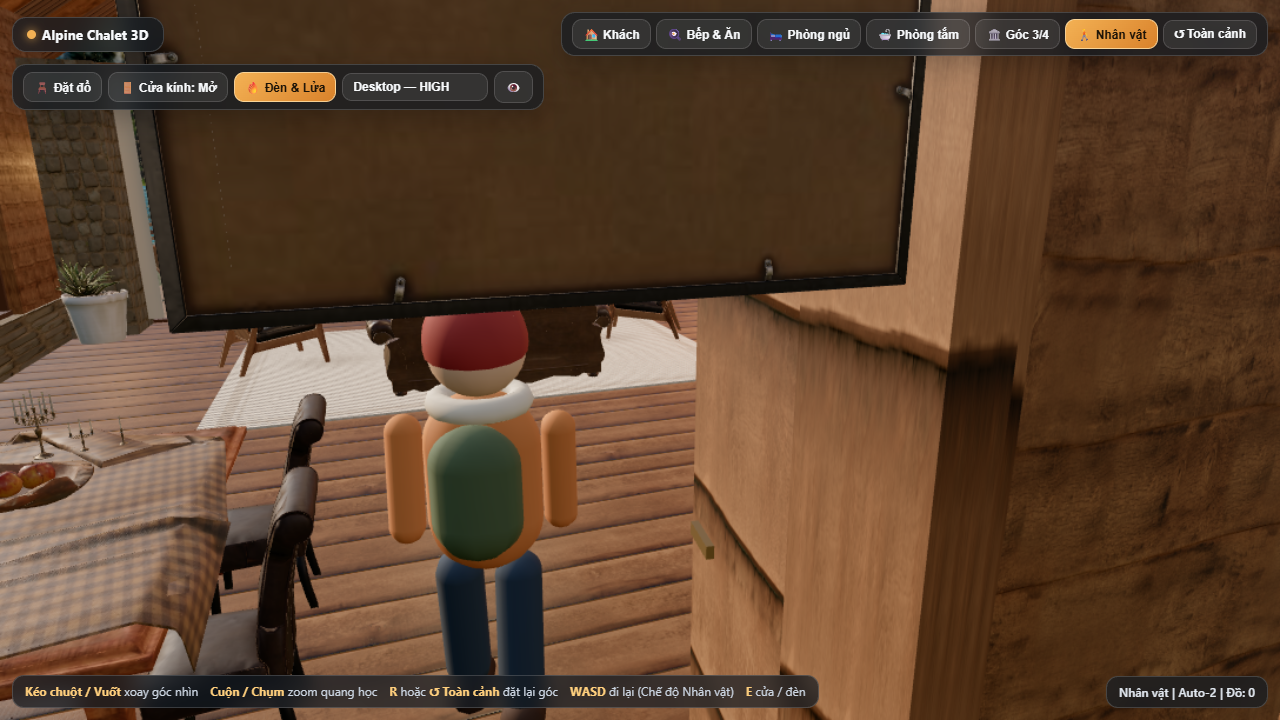 Alpine Chalet 3D
Khách
Bếp & Ăn
Phòng ngủ
Phòng tắm
Góc 3/4
Nhân vật
↺ Toàn cảnh
Đặt đồ
Cửa kính: Mở
Đèn & Lửa
Desktop — HIGH
Kéo chuột / Vuốt xoay góc nhìn Cuộn / Chụm zoom quang học R hoặc ↺ Toàn cảnh đặt lại góc WASD đi lại (Chế độ Nhân vật) E cửa / đèn
Nhân vật | Auto-2 | Đồ: 0